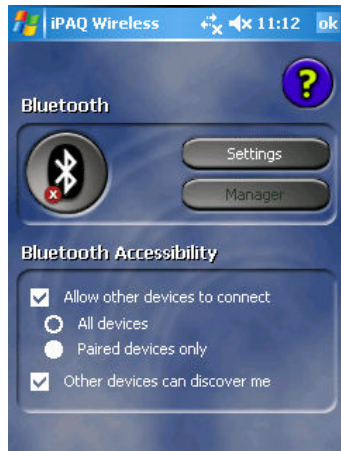 iPAQ Wireless 11:12 ok
?
Bluetooth
Settings
Manager
Bluetooth Accessibility
Allow other devices to connect
All devices
Paired devices only
Other devices can discover me